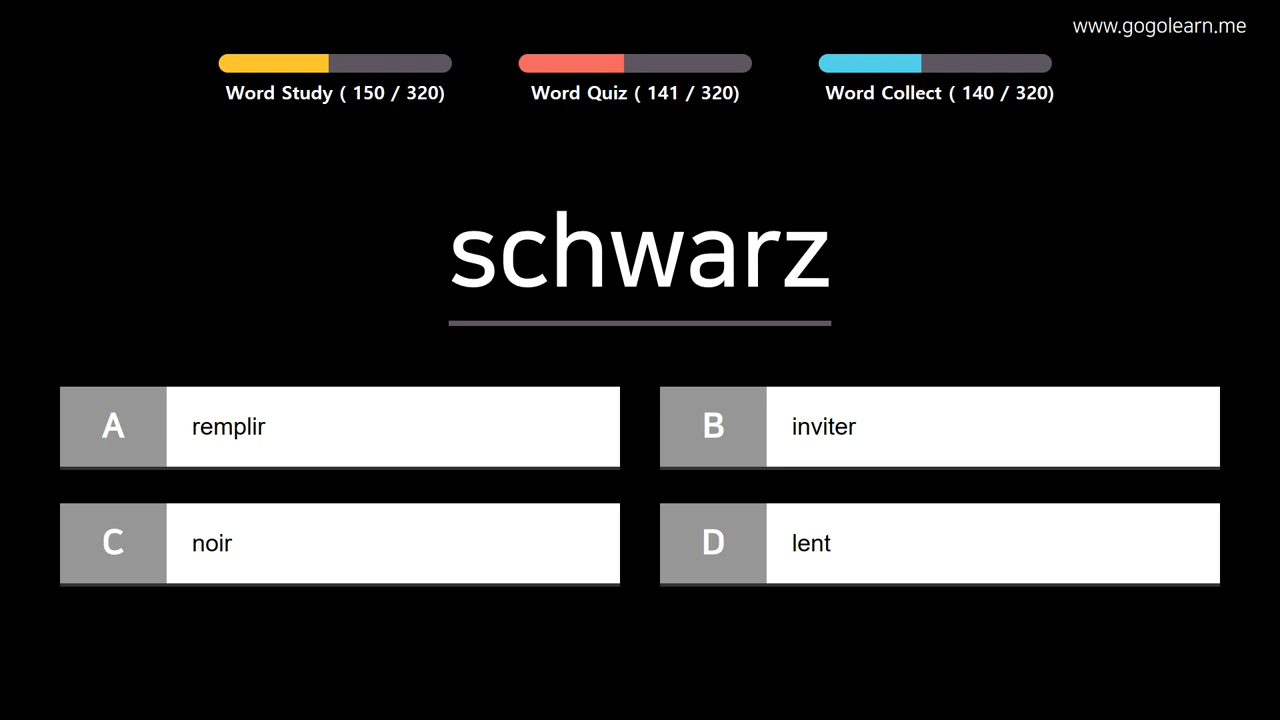 www.gogolearn.me
Word Study ( 150 / 320)
Word Quiz ( 141 / 320)
Word Collect ( 140 / 320)
schwarz
A remplir
B inviter
C noir
D lent